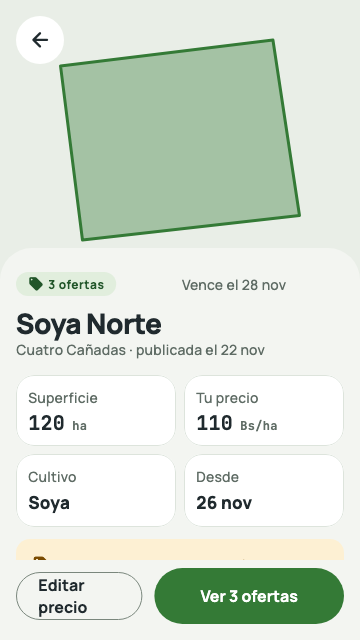 3 ofertas
Vence el 28 nov
Soya Norte
Cuatro Cañadas · publicada el 22 nov
Superficie
120 ha
Tu precio
110 Bs/ha
Cultivo
Soya
Desde
26 nov
Editar
precio
Ver 3 ofertas